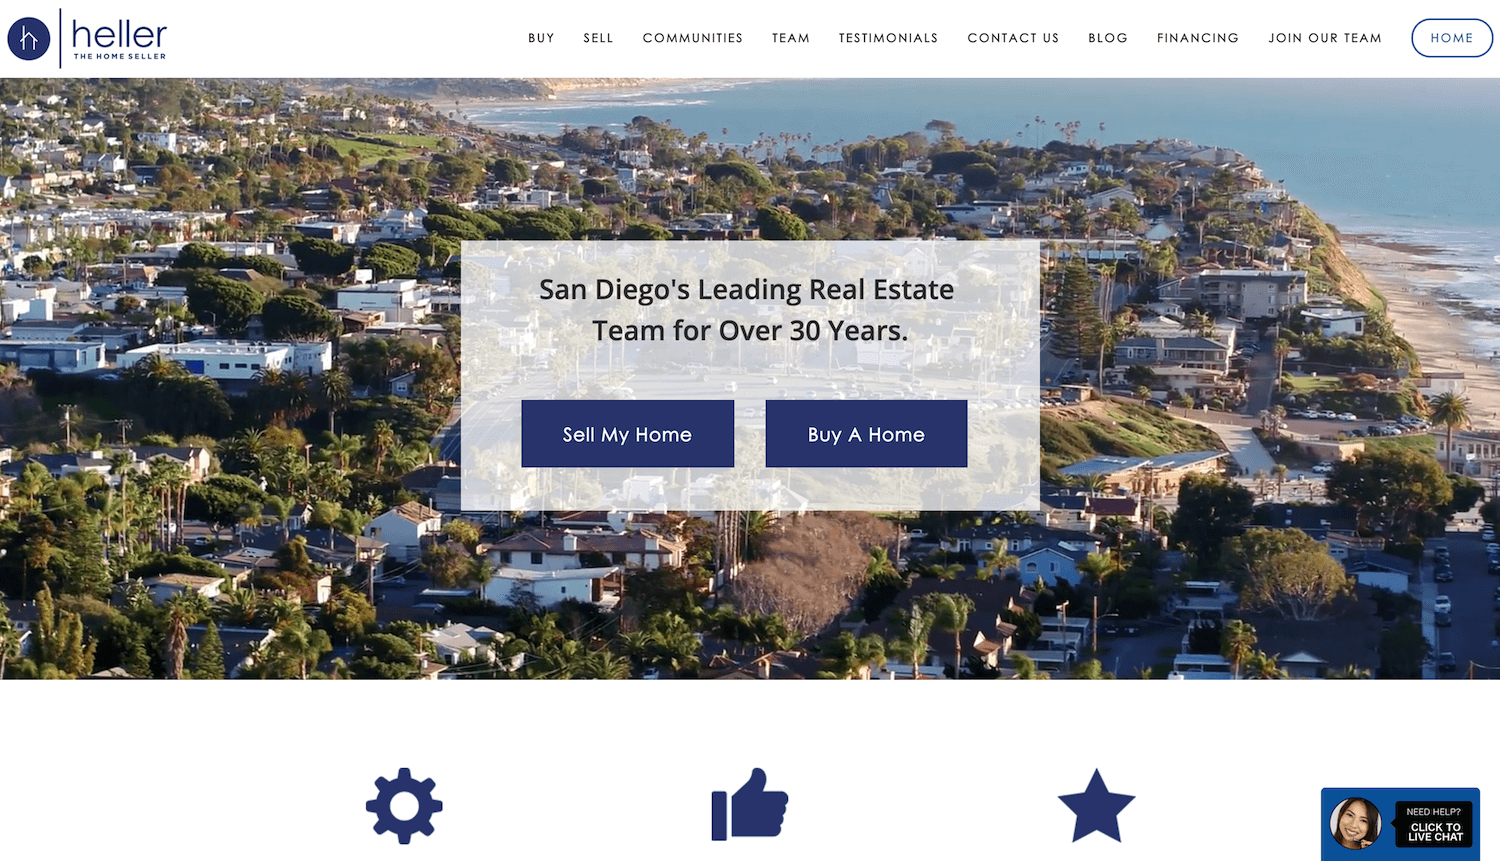 heller
THE HOME SELLER
BUY
SELL
COMMUNITIES
TEAM
TESTIMONIALS
CONTACT US
BLOG
FINANCING
JOIN OUR TEAM
HOME
San Diego's Leading Real Estate
Team for Over 30 Years.
Sell My Home
Buy A Home
NEED HELP?
CLICK TO
LIVE CHAT